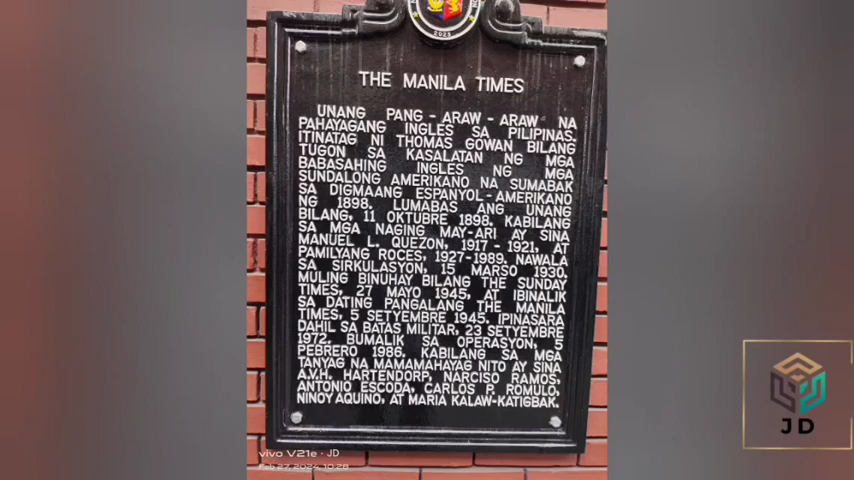 2023
THE MANILA TIMES
UNANG PANG - ARAW - ARAW NA
PAHAYAGANG INGLES SA PILIPINAS.
ITINATAG NI THOMAS GOWAN BILANG
TUGON SA KASALATAN NG MGA
BABASAHING INGLES NG MGA
SUNDALONG AMERIKANO NA SUMABAK
SA DIGMAANG ESPANYOL-AMERIKANO
NG 1898. LUMABAS ANG UNANG
BILANG, 11 OKTUBRE 1898. KABILANG
SA MGA NAGING MAY-ARI AY SINA
MANUEL L. QUEZON, 1917 - 1921, AT
PAMILYANG ROCES, 1927-1989. NAWALA
SA SIRKULASYON, 15 MARSO 1930.
MULING BINUHAY BILANG THE SUNDAY
TIMES, 27 MAYO 1945, AT IBINALIK
SA DATING PANGALANG THE MANILA
TIMES, 5 SETYEMBRE 1945. IPINASARA
DAHIL SA BATAS MILITAR, 23 SETYEMBRE
1972. BUMALIK SA OPERASYON, 5
PEBRERO 1986. KABILANG SA MGA
TANYAG NA MAMAMAHAYAG NITO AY SINA
A.V.H. HARTENDORP, NARCISO RAMOS,
ANTONIO ESCODA, CARLOS P. ROMULO,
NINOY AQUINO, AT MARIA KALAW-KATIGBAK.
vivo V21e · JD
Feb 27, 2024, 10:28
JD